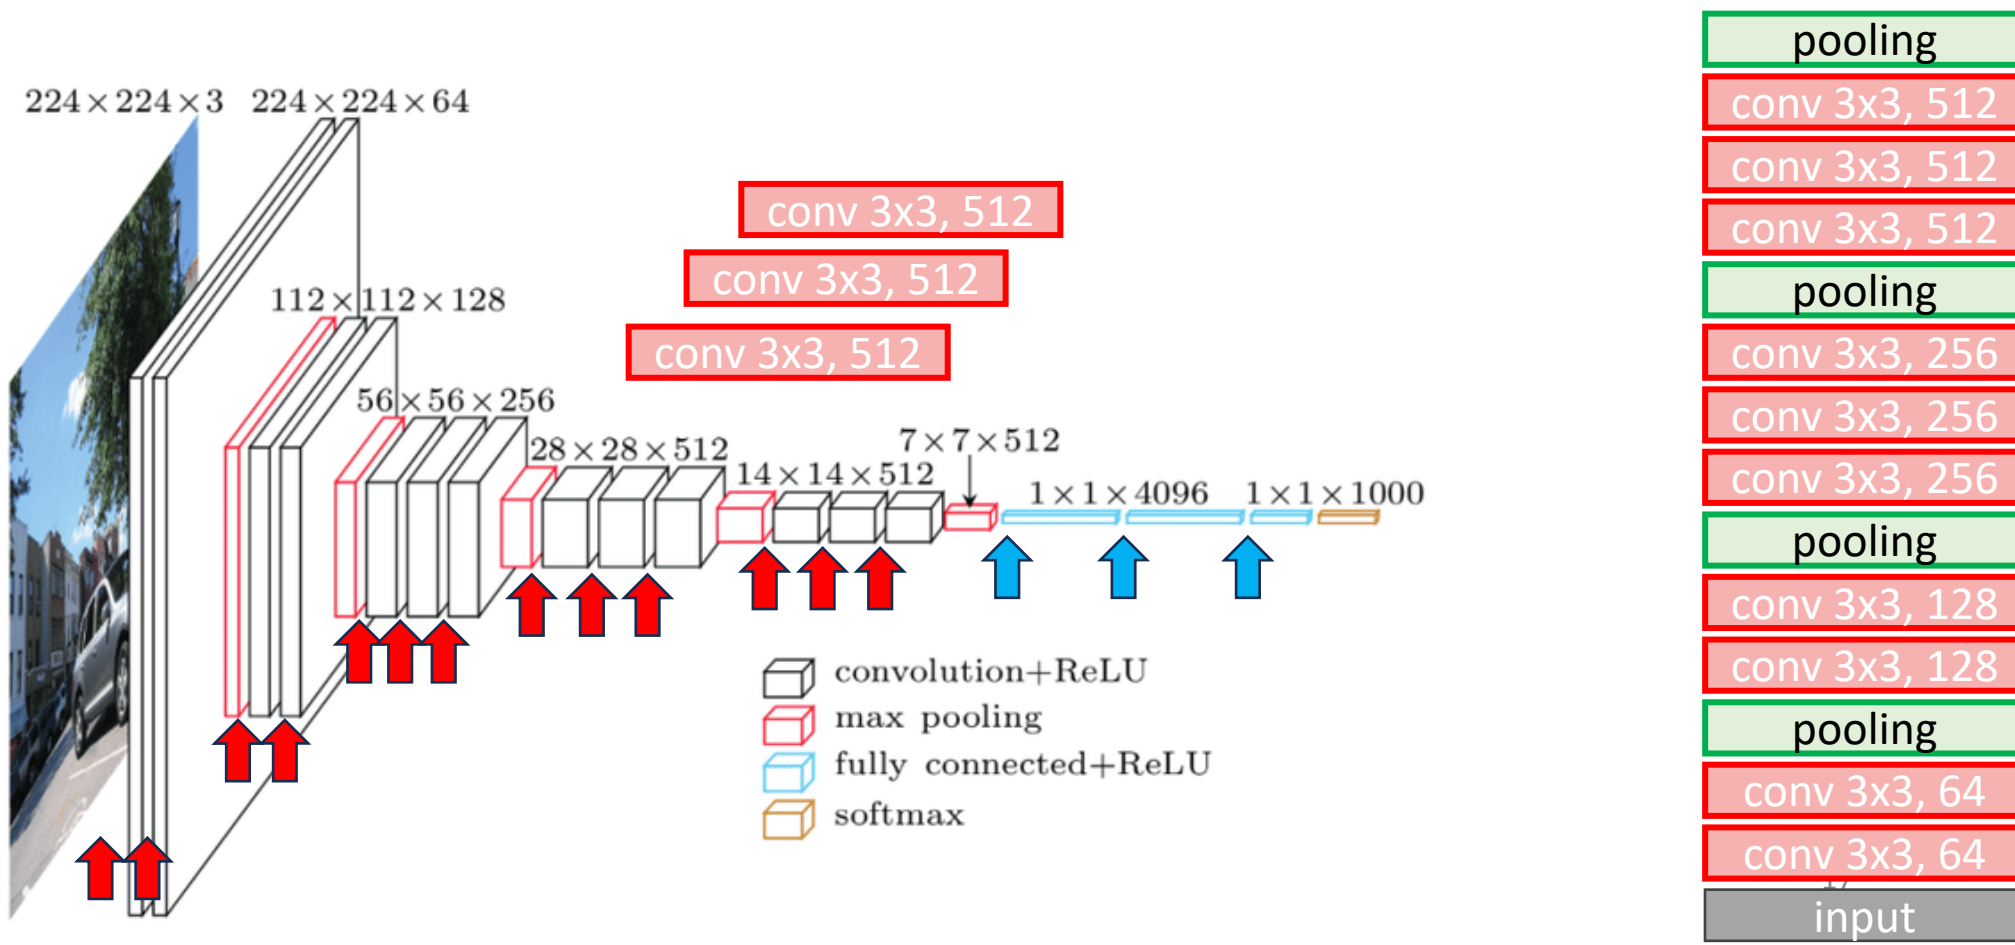 224×224×3
224×224×64
112×112×128
56×56×256
28×28×512
14×14×512
7×7×512
1×1×4096
1×1×1000
conv 3x3, 512
conv 3x3, 512
conv 3x3, 512
convolution+ReLU
max pooling
fully connected+ReLU
softmax
pooling
conv 3x3, 512
conv 3x3, 512
conv 3x3, 512
pooling
conv 3x3, 256
conv 3x3, 256
conv 3x3, 256
pooling
conv 3x3, 128
conv 3x3, 128
pooling
conv 3x3, 64
conv 3x3, 64
input